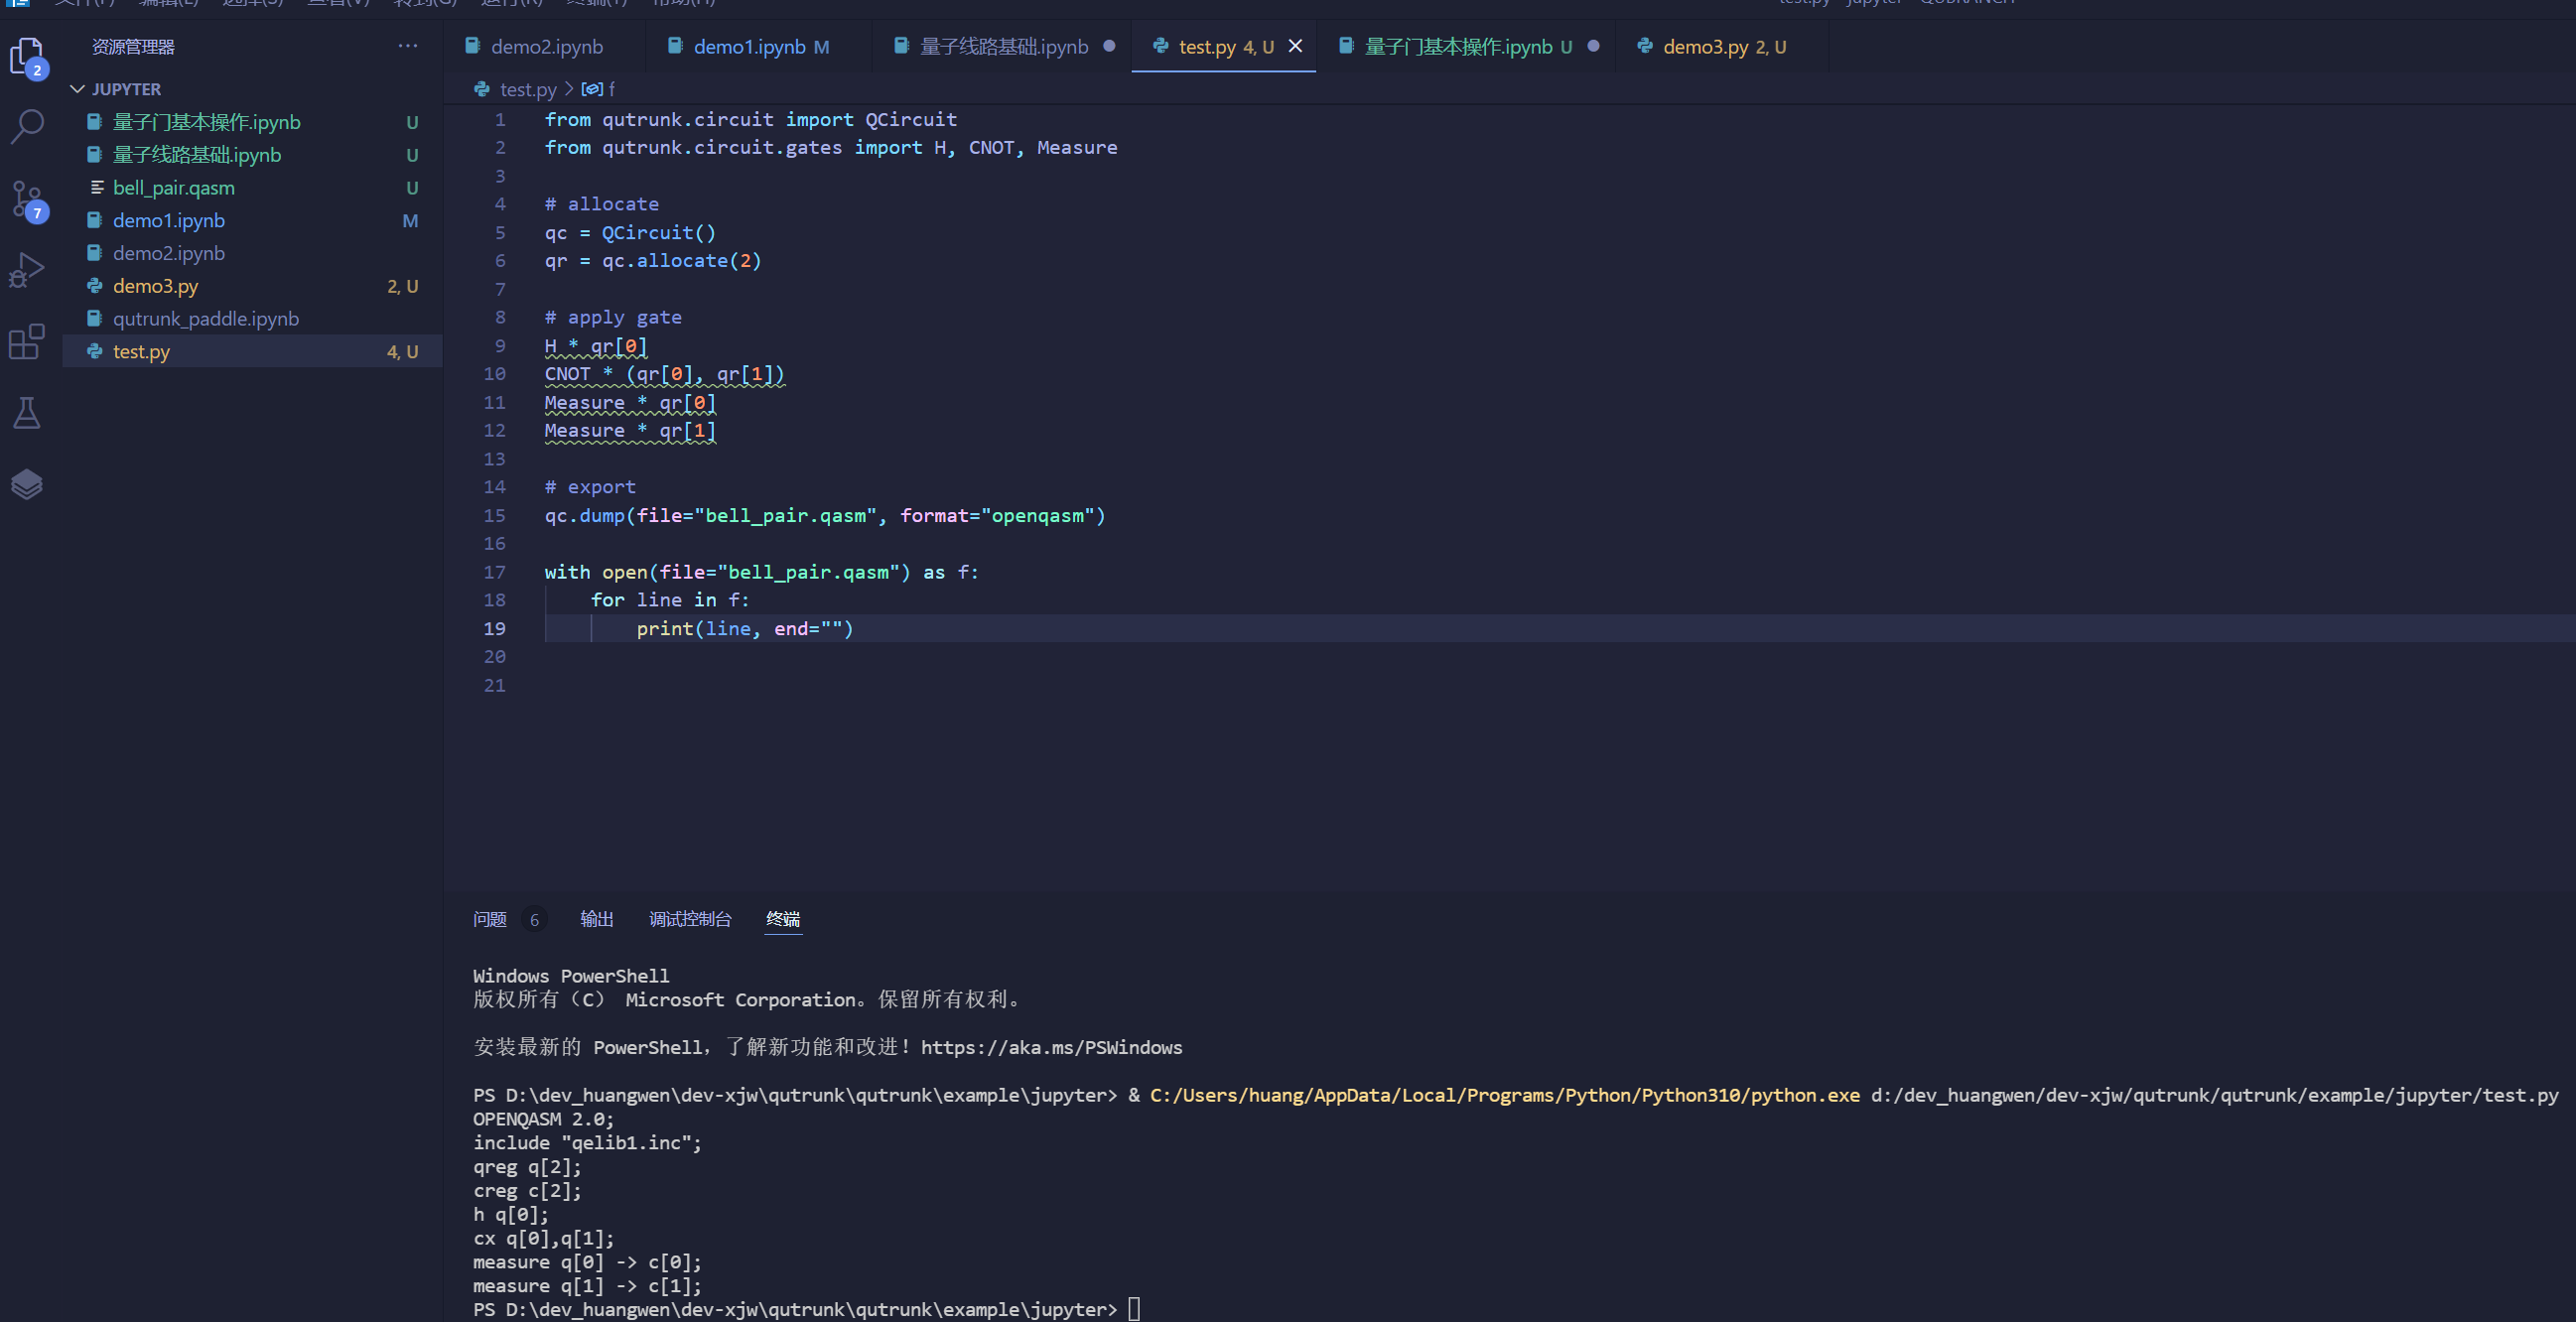 资源管理器
JUPYTER
量子门基本操作.ipynb U
量子线路基础.ipynb U
bell_pair.qasm U
demo1.ipynb M
demo2.ipynb
demo3.py 2, U
qutrunk_paddle.ipynb
test.py 4, U
2
7
demo2.ipynb
demo1.ipynb M
量子线路基础.ipynb
test.py 4, U
量子门基本操作.ipynb U
demo3.py 2, U
test.py > f
1 from qutrunk.circuit import QCircuit
2 from qutrunk.circuit.gates import H, CNOT, Measure
3
4 # allocate
5 qc = QCircuit()
6 qr = qc.allocate(2)
7
8 # apply gate
9 H * qr[0]
10 CNOT * (qr[0], qr[1])
11 Measure * qr[0]
12 Measure * qr[1]
13
14 # export
15 qc.dump(file="bell_pair.qasm", format="openqasm")
16
17 with open(file="bell_pair.qasm") as f:
18     for line in f:
19         print(line, end="")
20
21
问题 6 输出 调试控制台 终端
Windows PowerShell
版权所有（C） Microsoft Corporation。保留所有权利。
安装最新的 PowerShell，了解新功能和改进！https://aka.ms/PSWindows
PS D:\dev_huangwen\dev-xjw\qutrunk\qutrunk\example\jupyter> & C:/Users/huang/AppData/Local/Programs/Python/Python310/python.exe d:/dev_huangwen/dev-xjw/qutrunk/qutrunk/example/jupyter/test.py
OPENQASM 2.0;
include "qelib1.inc";
qreg q[2];
creg c[2];
h q[0];
cx q[0],q[1];
measure q[0] -> c[0];
measure q[1] -> c[1];
PS D:\dev_huangwen\dev-xjw\qutrunk\qutrunk\example\jupyter>